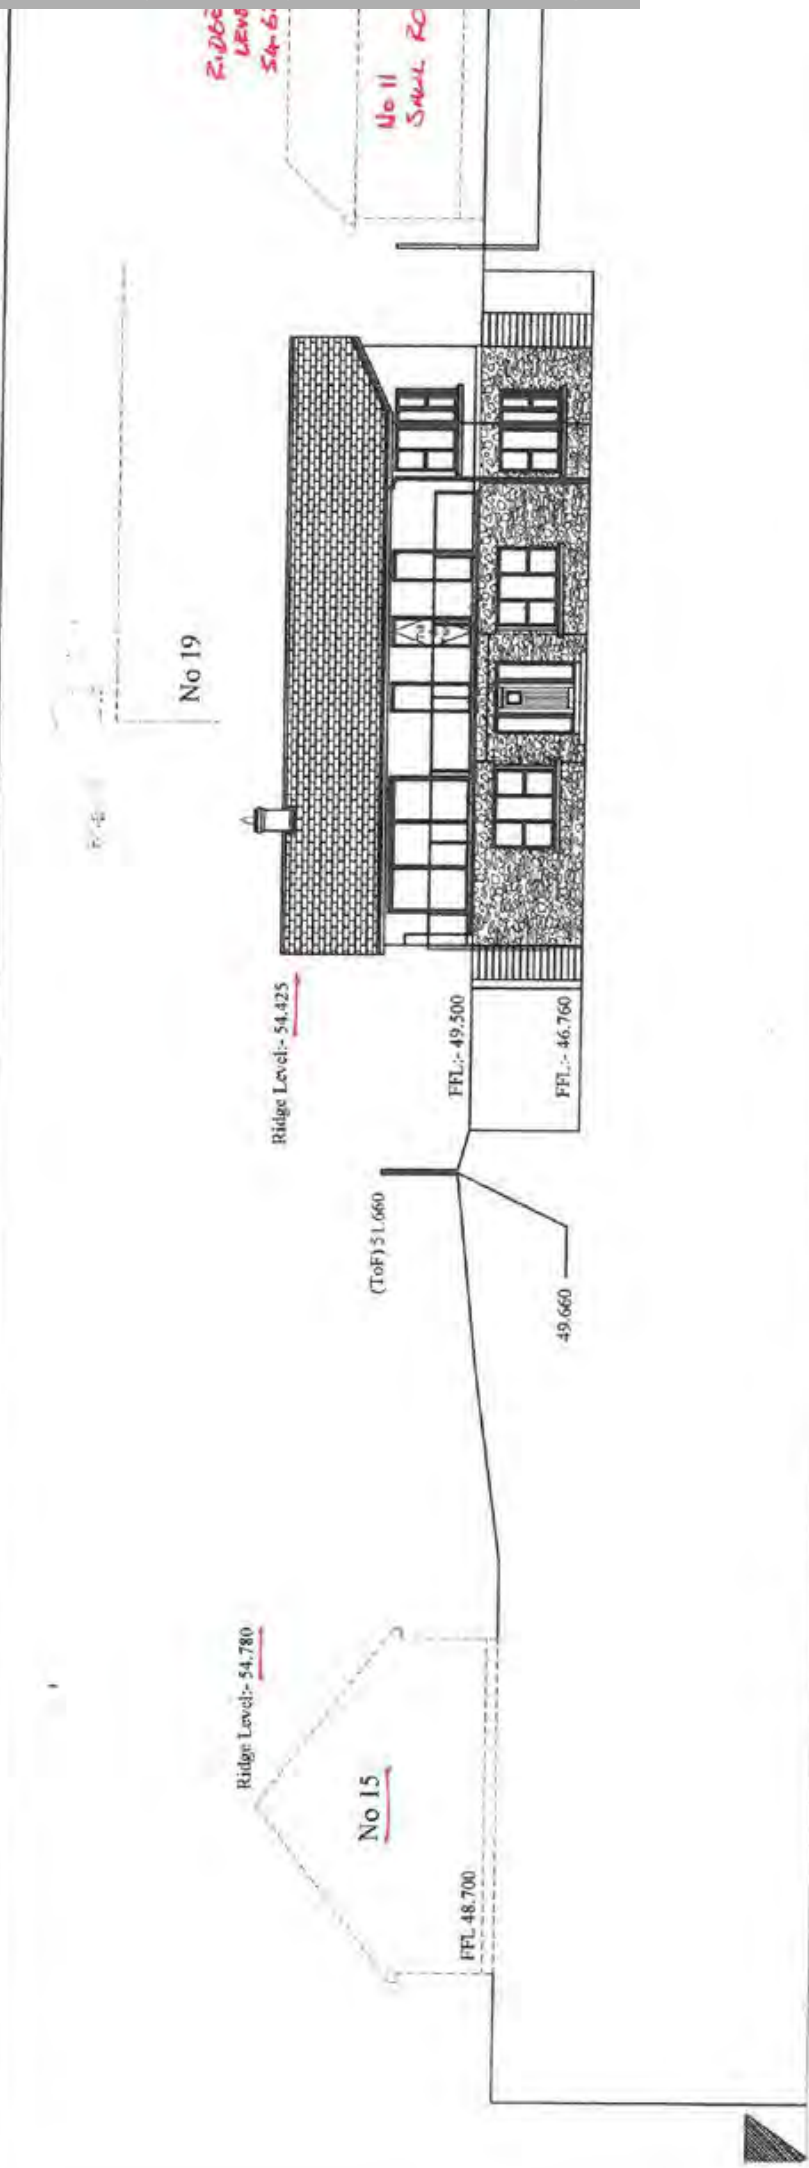 Ridge Level:- 54.780
No 15
FFL 48.700
(ToF) 51.660
49.660
Ridge Level:- 54.425
FFL:- 49.500
FFL:- 46.760
No 19
No 11